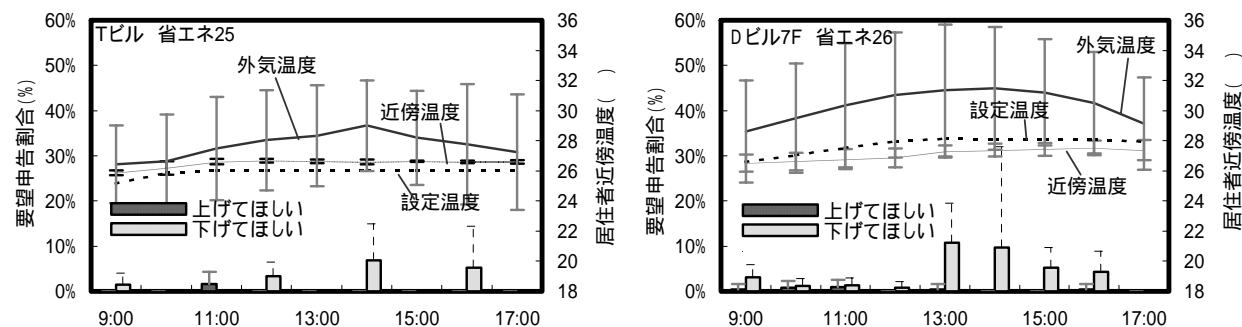 Tビル 省エネ25
要望申告割合(%)
60%
50%
40%
30%
20%
10%
0%
外気温度
近傍温度
設定温度
上げてほしい
下げてほしい
36
34
32
30
28
26
24
22
20
18
居住者近傍温度( )
9:00 11:00 13:00 15:00 17:00
Dビル7F 省エネ26
要望申告割合(%)
60%
50%
40%
30%
20%
10%
0%
外気温度
設定温度
近傍温度
上げてほしい
下げてほしい
36
34
32
30
28
26
24
22
20
18
居住者近傍温度( )
9:00 11:00 13:00 15:00 17:00